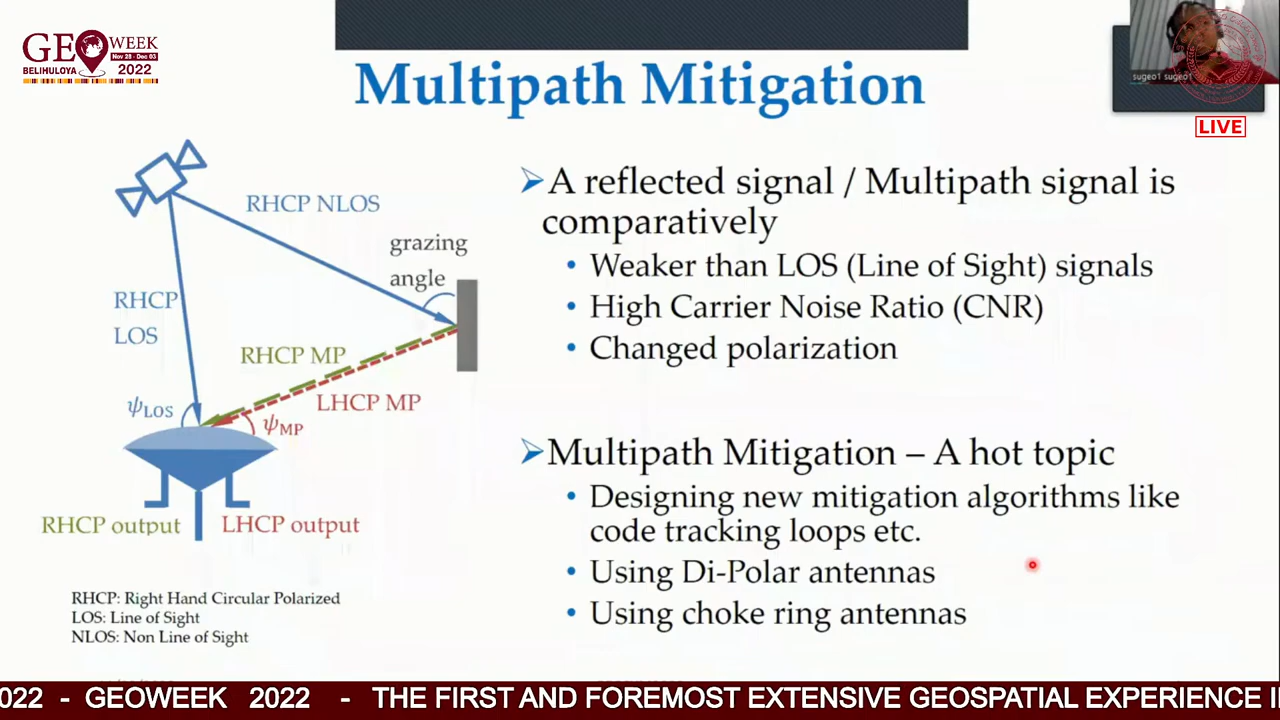 GEOWEEK
Nov 28 - Dec 03
BELIHULOYA 2022
sugeo1 sugeo1
LIVE
Multipath Mitigation
RHCP NLOS
grazing
angle
RHCP
LOS
RHCP MP
LHCP MP
ψLOS
ψMP
RHCP output
LHCP output
RHCP: Right Hand Circular Polarized
LOS: Line of Sight
NLOS: Non Line of Sight
➢A reflected signal / Multipath signal is
comparatively
• Weaker than LOS (Line of Sight) signals
• High Carrier Noise Ratio (CNR)
• Changed polarization
➢Multipath Mitigation – A hot topic
• Designing new mitigation algorithms like
code tracking loops etc.
• Using Di-Polar antennas
• Using choke ring antennas
022 - GEOWEEK 2022 - THE FIRST AND FOREMOST EXTENSIVE GEOSPATIAL EXPERIENCE I